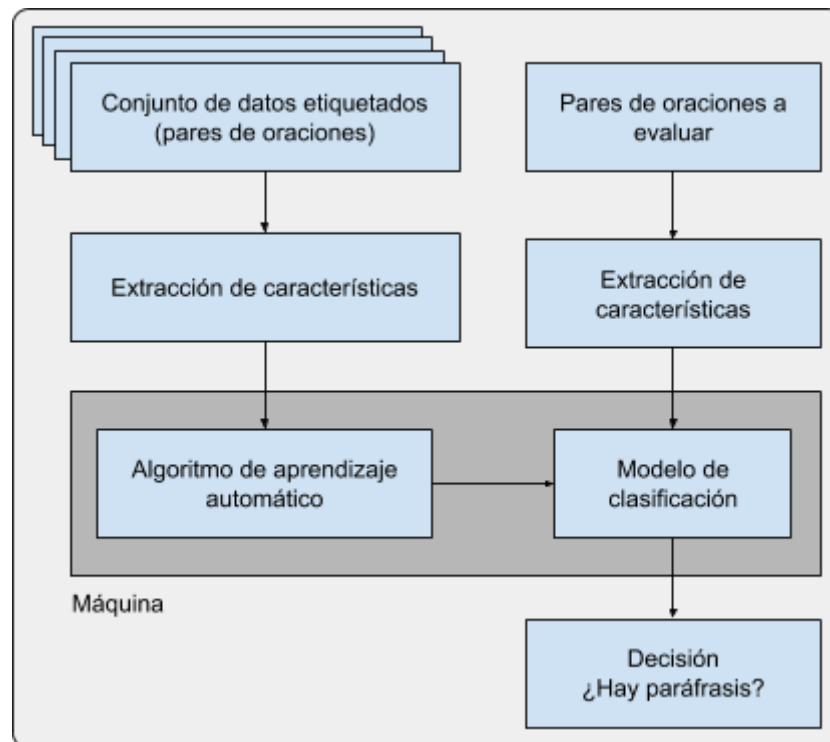 Conjunto de datos etiquetados
(pares de oraciones)
Pares de oraciones a
evaluar
Extracción de características
Extracción de
características
Algoritmo de aprendizaje
automático
Modelo de
clasificación
Máquina
Decisión
¿Hay paráfrasis?